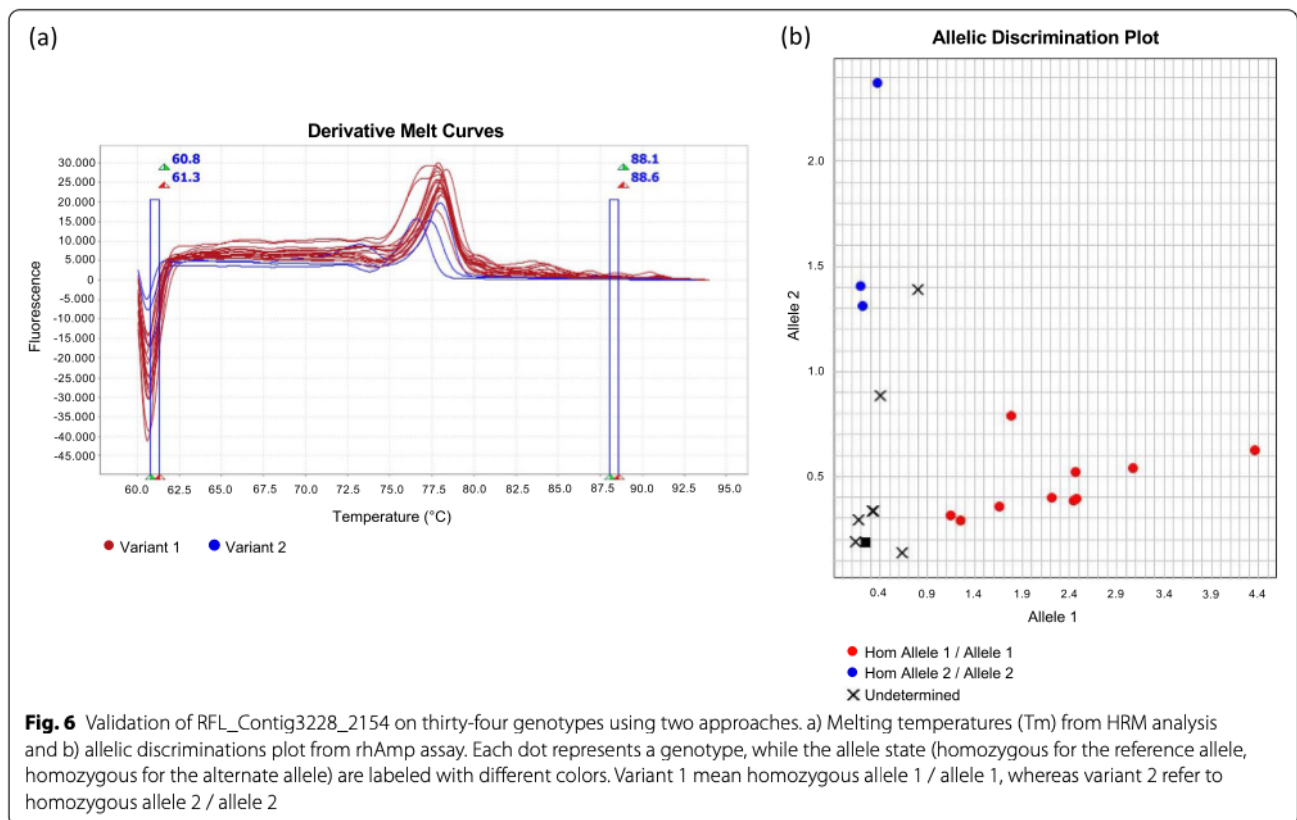 (a)
Derivative Melt Curves
60.8
61.3
88.1
88.6
30.000
25.000
20.000
15.000
10.000
5.000
0
-5.000
-10.000
-15.000
-20.000
-25.000
-30.000
-35.000
-40.000
-45.000
Fluorescence
60.0 62.5 65.0 67.5 70.0 72.5 75.0 77.5 80.0 82.5 85.0 87.5 90.0 92.5 95.0
Temperature (°C)
Variant 1 Variant 2
(b)
Allelic Discrimination Plot
2.0
1.5
1.0
0.5
Allele 2
0.4 0.9 1.4 1.9 2.4 2.9 3.4 3.9 4.4
Allele 1
Hom Allele 1 / Allele 1
Hom Allele 2 / Allele 2
Undetermined
Fig. 6 Validation of RFL_Contig3228_2154 on thirty-four genotypes using two approaches. a) Melting temperatures (Tm) from HRM analysis
and b) allelic discriminations plot from rhAmp assay. Each dot represents a genotype, while the allele state (homozygous for the reference allele,
homozygous for the alternate allele) are labeled with different colors. Variant 1 mean homozygous allele 1 / allele 1, whereas variant 2 refer to
homozygous allele 2 / allele 2